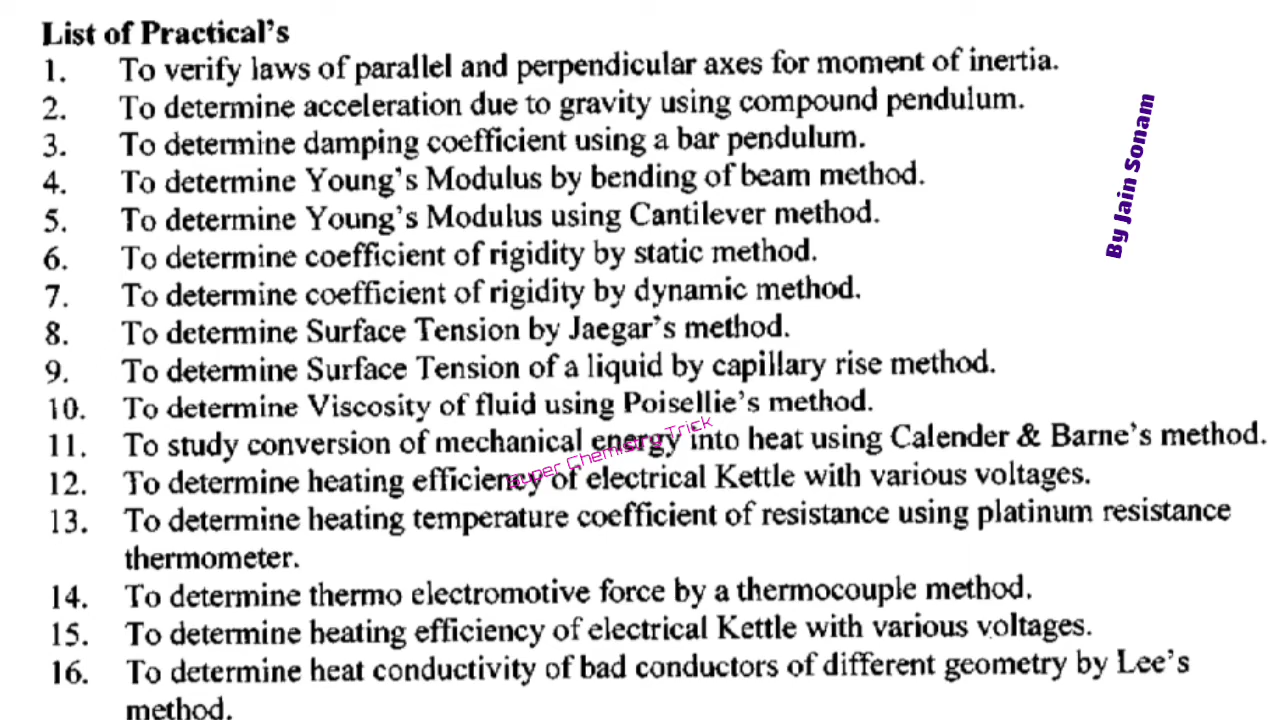 List of Practical's
1. To verify laws of parallel and perpendicular axes for moment of inertia.
2. To determine acceleration due to gravity using compound pendulum.
3. To determine damping coefficient using a bar pendulum.
4. To determine Young's Modulus by bending of beam method.
5. To determine Young's Modulus using Cantilever method.
6. To determine coefficient of rigidity by static method.
7. To determine coefficient of rigidity by dynamic method.
8. To determine Surface Tension by Jaegar's method.
9. To determine Surface Tension of a liquid by capillary rise method.
10. To determine Viscosity of fluid using Poisellie's method.
11. To study conversion of mechanical energy into heat using Calender & Barne's method.
12. To determine heating efficiency of electrical Kettle with various voltages.
13. To determine heating temperature coefficient of resistance using platinum resistance
thermometer.
14. To determine thermo electromotive force by a thermocouple method.
15. To determine heating efficiency of electrical Kettle with various voltages.
16. To determine heat conductivity of bad conductors of different geometry by Lee's
method.
By Jain Sonam
Super Chemistry Trick